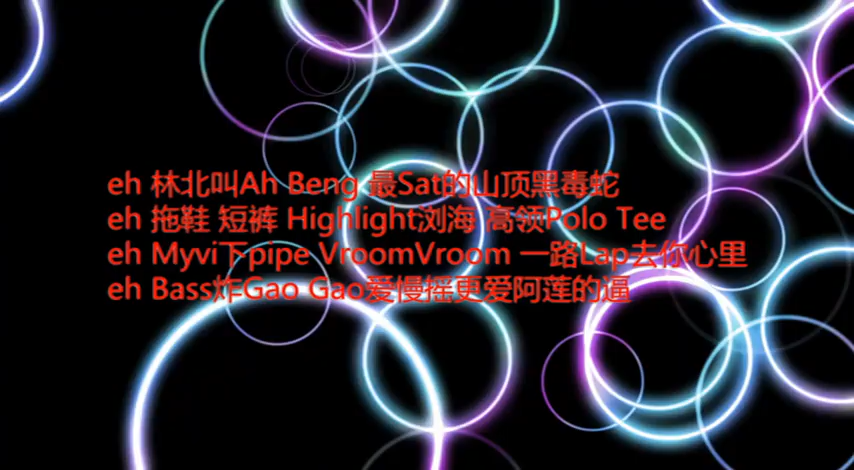 eh 林北叫Ah Beng 最Sat的山顶黑毒蛇
eh 拖鞋 短裤 Highlight浏海 高领Polo Tee
eh Myvi下pipe VroomVroom 一路Lap去你心里
eh Bass炸Gao Gao爱慢摇更爱阿莲的逼